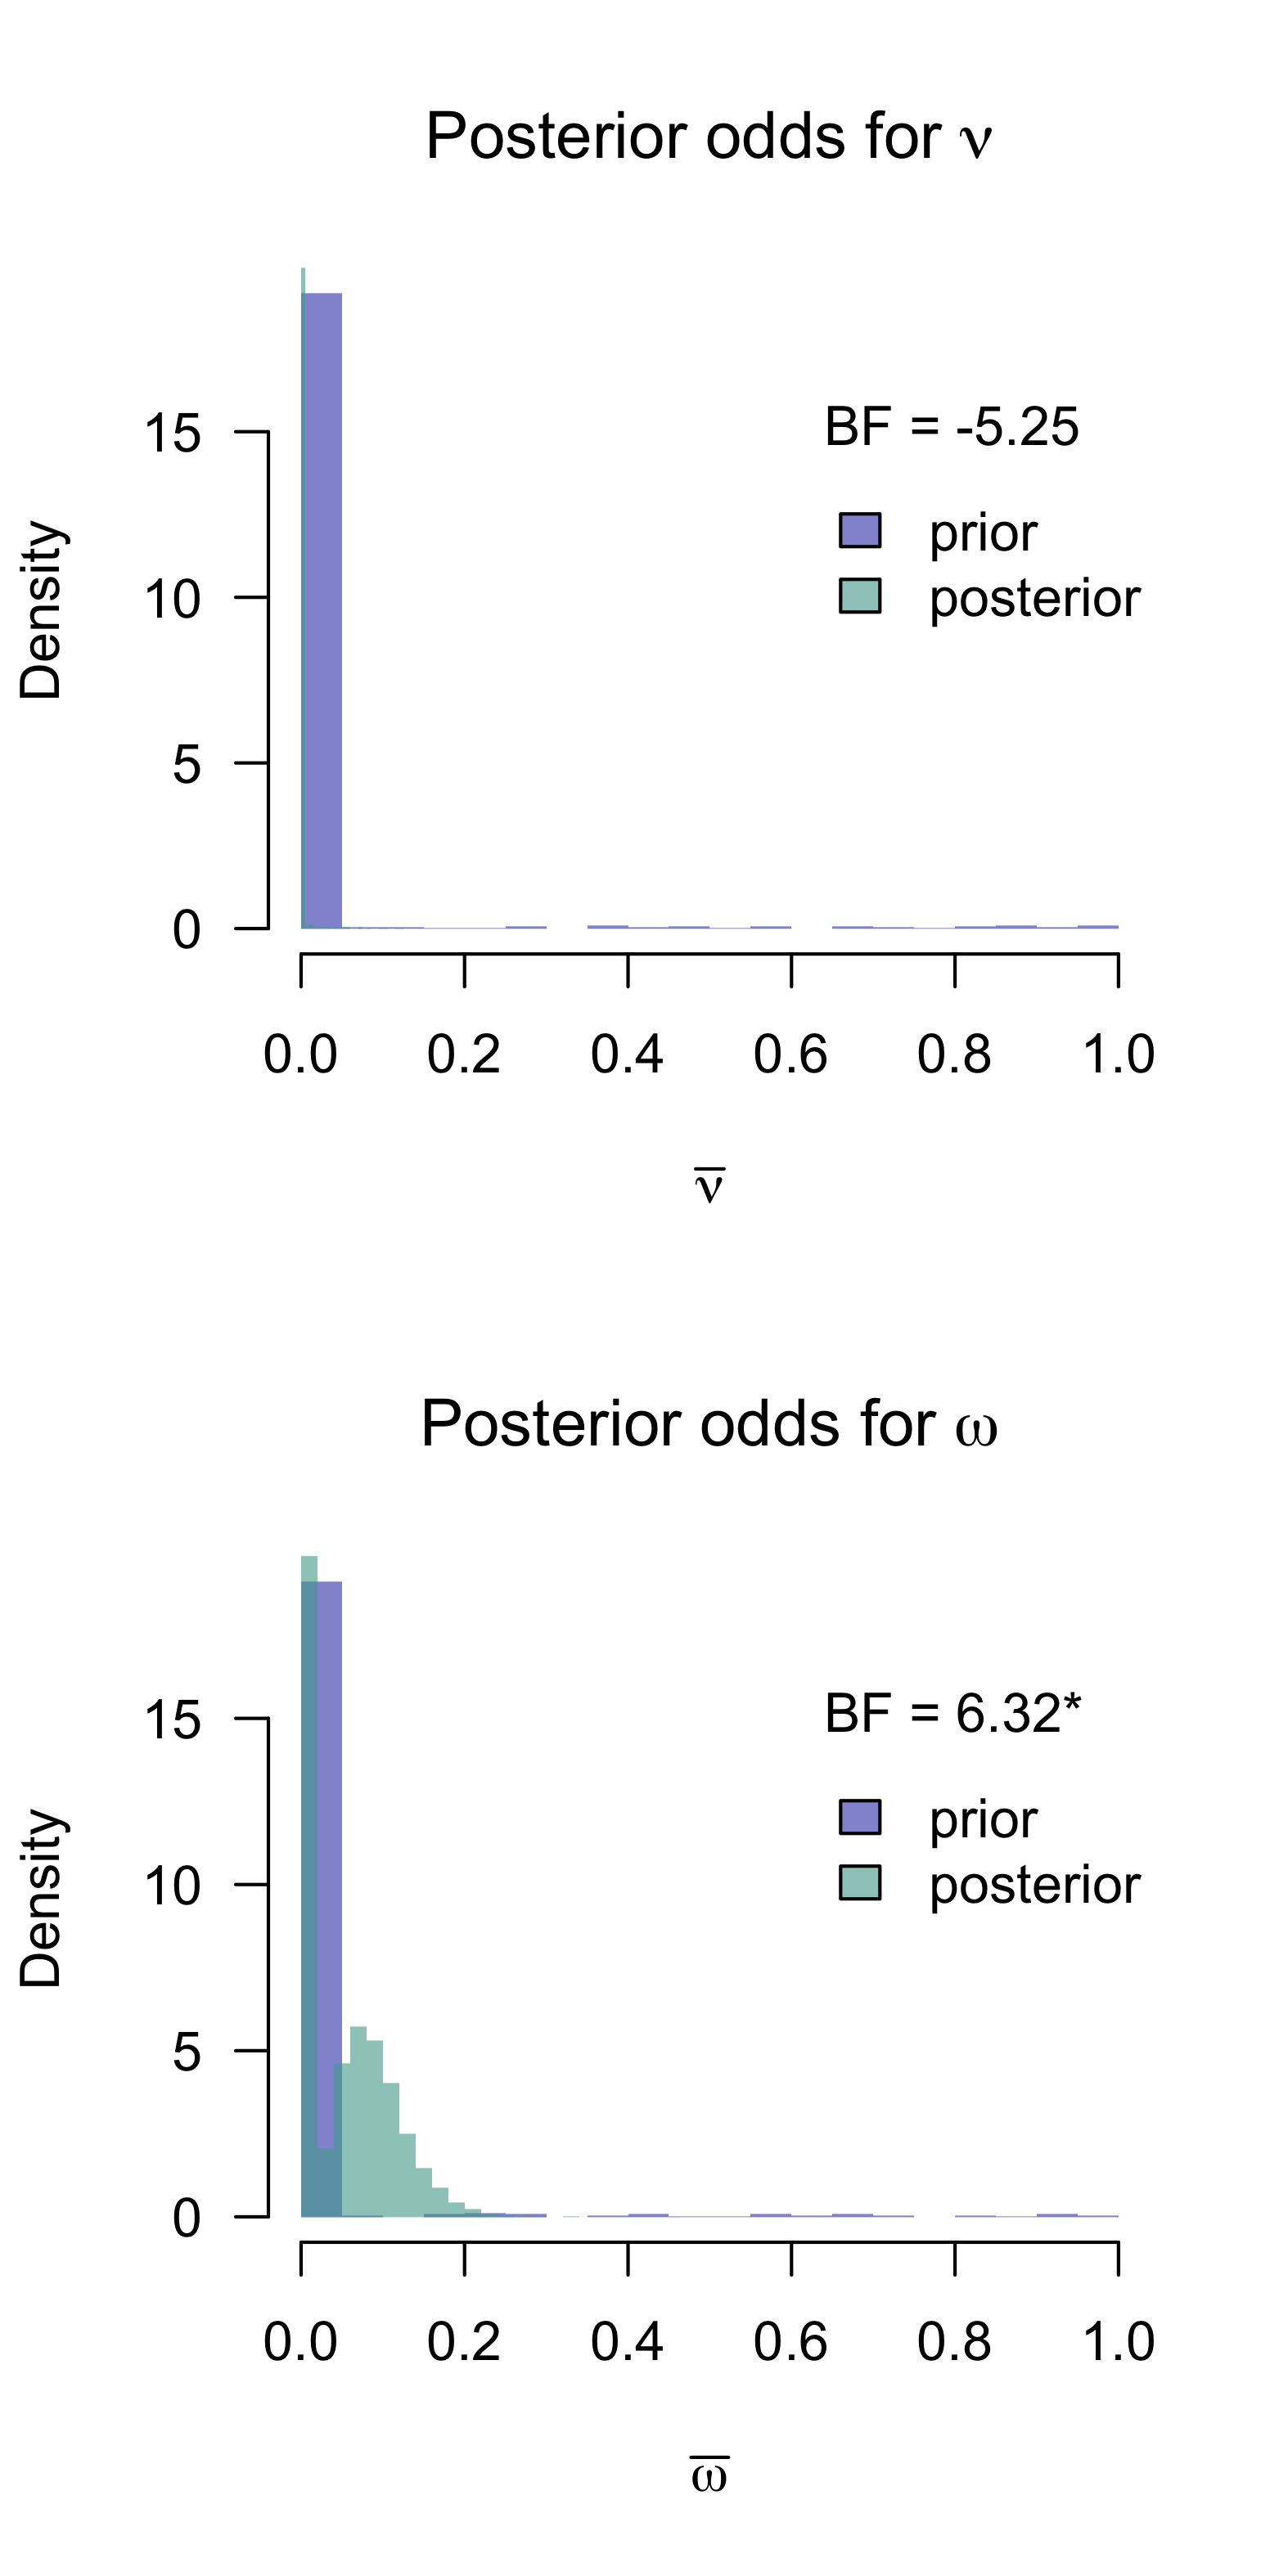 Posterior odds for ν
BF = -5.25
prior
posterior
Density
15
10
5
0
0.0 0.2 0.4 0.6 0.8 1.0
ν̅
Posterior odds for ω
BF = 6.32*
prior
posterior
Density
15
10
5
0
0.0 0.2 0.4 0.6 0.8 1.0
ω̅